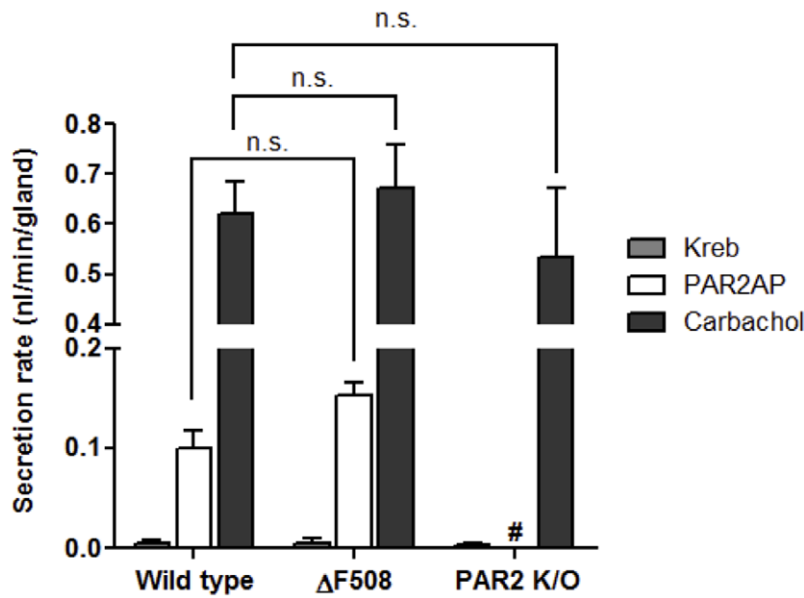 n.s.
n.s.
n.s.
Secretion rate (nl/min/gland)
0.8
0.7
0.6
0.5
0.4
0.2
0.1
0.0
#
Wild type
ΔF508
PAR2 K/O
Kreb
PAR2AP
Carbachol